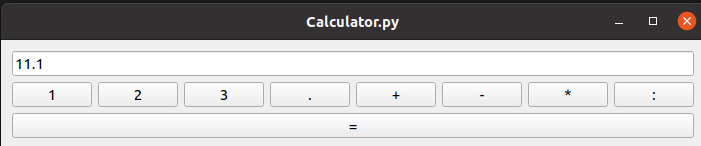 Calculator.py
11.1
1 2 3 . + - * :
=